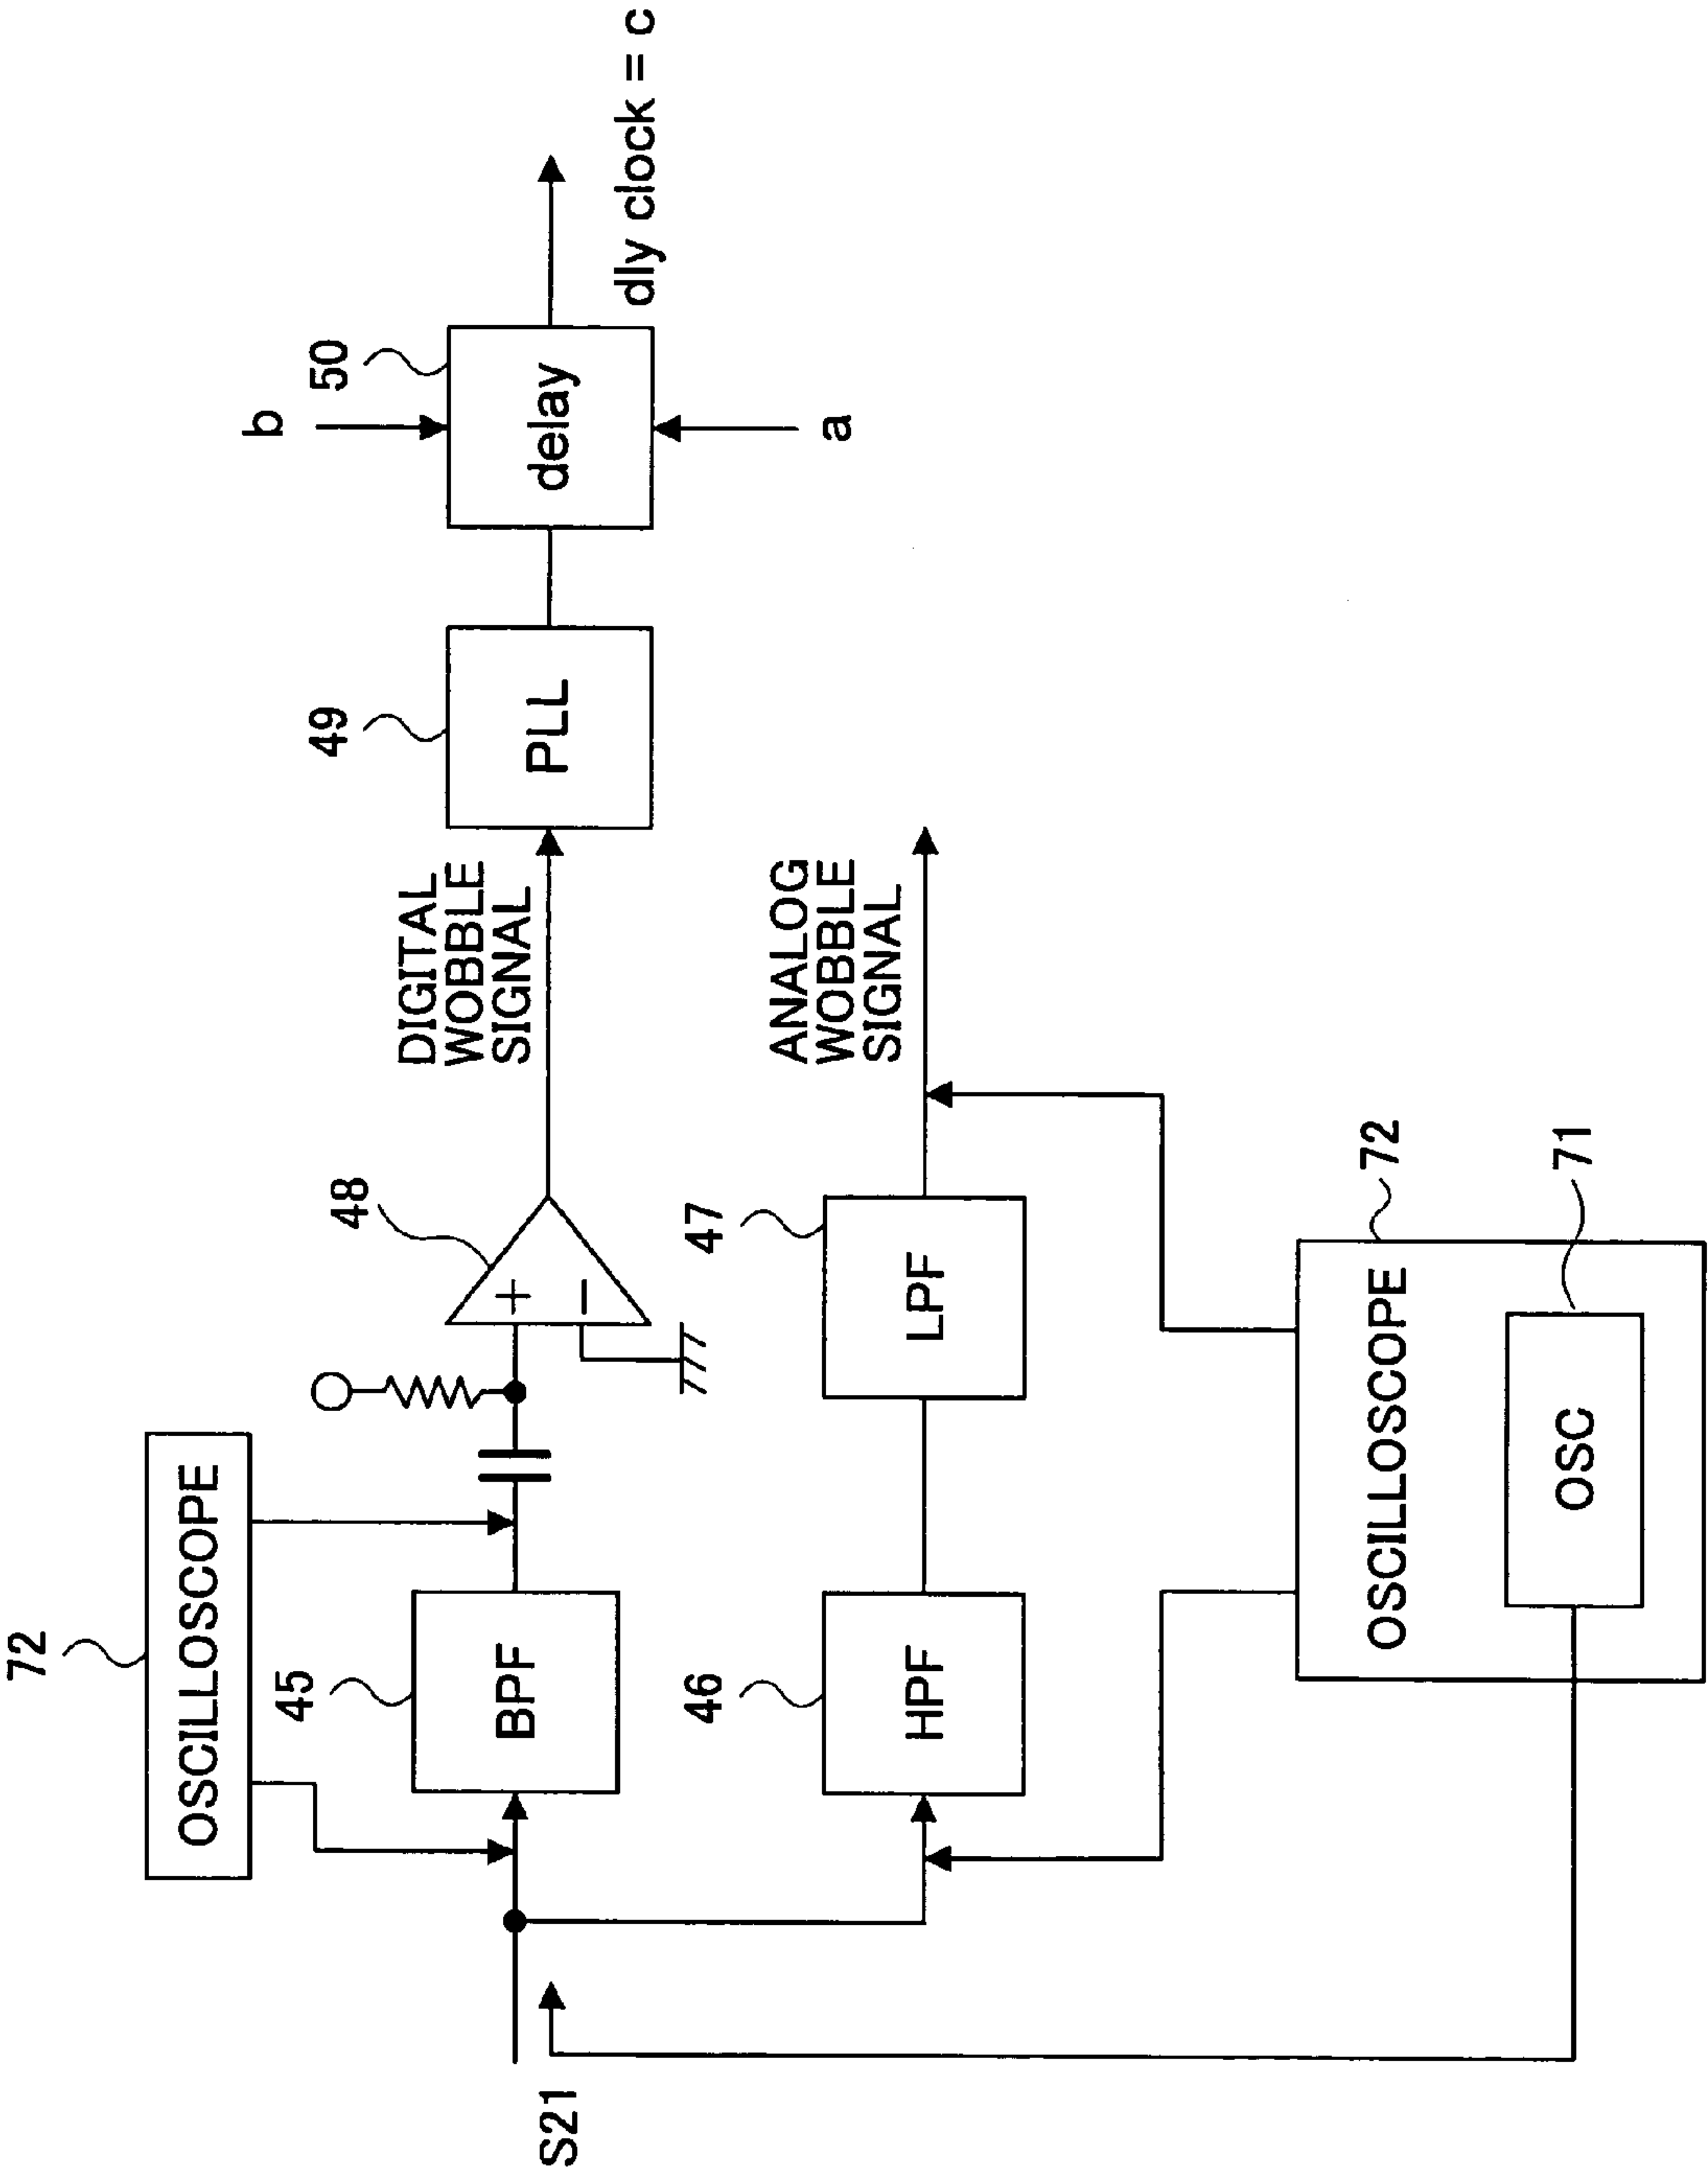 72
OSCILLOSCOPE
45
BPF
48
+
−
DIGITAL
WOBBLE
SIGNAL
49
PLL
b
50
delay
a
dly clock = c
S21
46
HPF
47
LPF
ANALOG
WOBBLE
SIGNAL
72
OSCILLOSCOPE
71
OSC